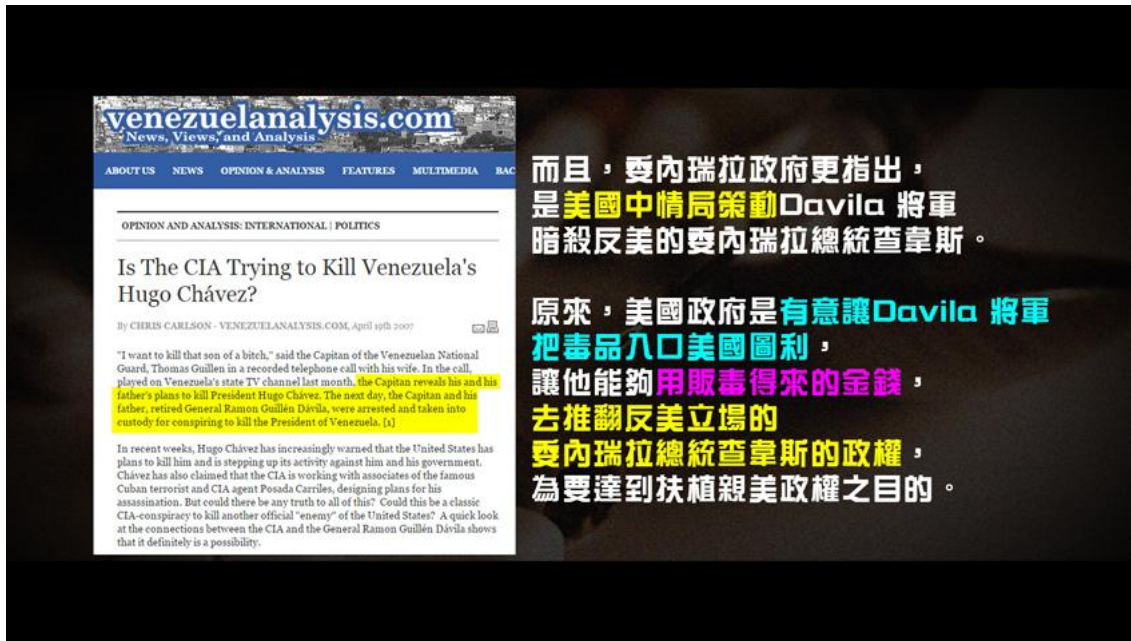 venezuelanalysis.com
News, Views, and Analysis
ABOUT US NEWS OPINION & ANALYSIS FEATURES MULTIMEDIA BAC
OPINION AND ANALYSIS: INTERNATIONAL | POLITICS
Is The CIA Trying to Kill Venezuela's
Hugo Chávez?
By CHRIS CARLSON - VENEZUELANALYSIS.COM, April 19th 2007
"I want to kill that son of a bitch," said the Capitan of the Venezuelan National
Guard, Thomas Guillen in a recorded telephone call with his wife. In the call,
played on Venezuela's state TV channel last month, the Capitan reveals his and his
father's plans to kill President Hugo Chávez. The next day, the Capitan and his
father, retired General Ramon Guillén Dávila, were arrested and taken into
custody for conspiring to kill the President of Venezuela. [1]
In recent weeks, Hugo Chávez has increasingly warned that the United States has
plans to kill him and is stepping up its activity against him and his government.
Chávez has also claimed that the CIA is working with associates of the famous
Cuban terrorist and CIA agent Posada Carriles, designing plans for his
assassination. But could there be any truth to all of this? Could this be a classic
CIA-conspiracy to kill another official "enemy" of the United States? A quick look
at the connections between the CIA and the General Ramon Guillén Dávila shows
that it definitely is a possibility.
而且，委內瑞拉政府更指出，
是美國中情局策動Davila 將軍
暗殺反美的委內瑞拉總統查韋斯。
原來，美國政府是有意讓Davila 將軍
把毒品入口美國圖利，
讓他能夠用販毒得來的金錢，
去推翻反美立場的
委內瑞拉總統查韋斯的政權，
為要達到扶植親美政權之目的。